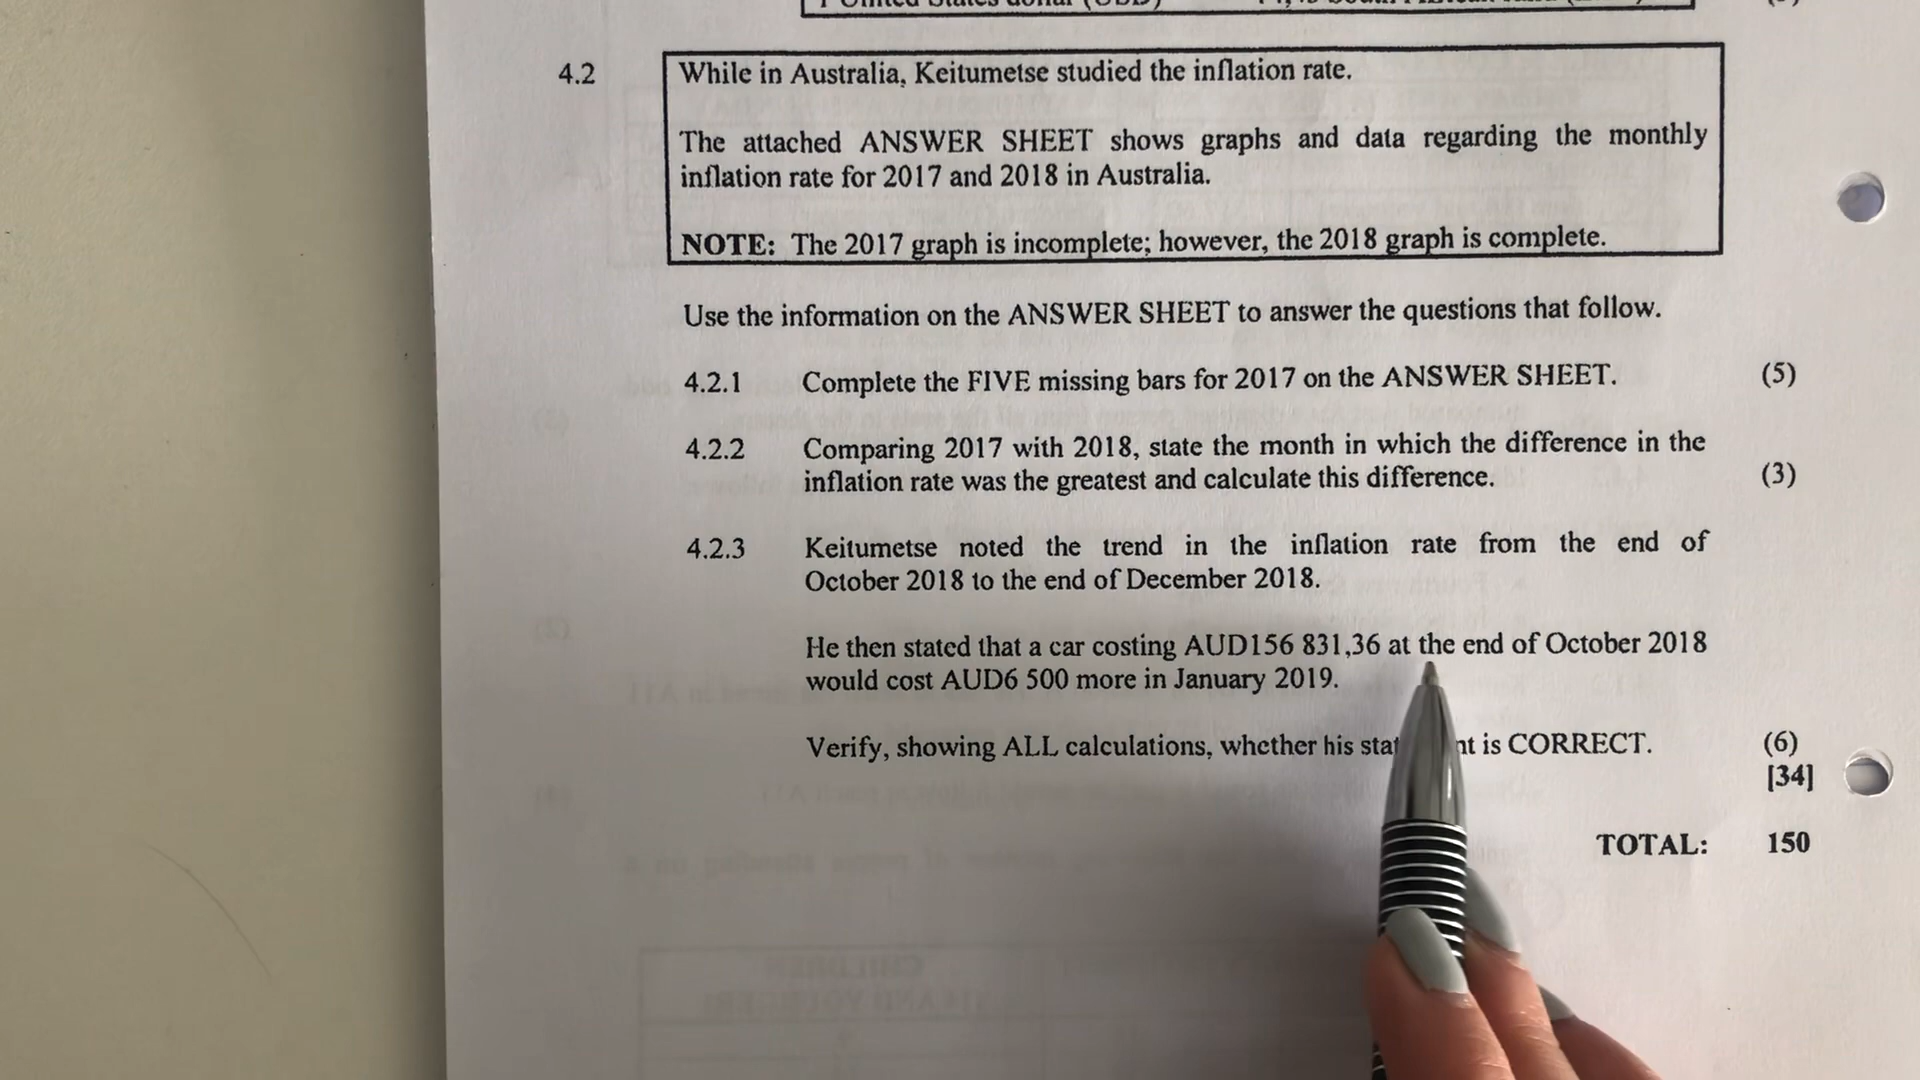 4.2 While in Australia, Keitumetse studied the inflation rate.
The attached ANSWER SHEET shows graphs and data regarding the monthly
inflation rate for 2017 and 2018 in Australia.
NOTE: The 2017 graph is incomplete; however, the 2018 graph is complete.
Use the information on the ANSWER SHEET to answer the questions that follow.
4.2.1 Complete the FIVE missing bars for 2017 on the ANSWER SHEET. (5)
4.2.2 Comparing 2017 with 2018, state the month in which the difference in the
inflation rate was the greatest and calculate this difference. (3)
4.2.3 Keitumetse noted the trend in the inflation rate from the end of
October 2018 to the end of December 2018.
He then stated that a car costing AUD156 831,36 at the end of October 2018
would cost AUD6 500 more in January 2019.
Verify, showing ALL calculations, whether his is CORRECT. (6)
[34]
TOTAL: 150